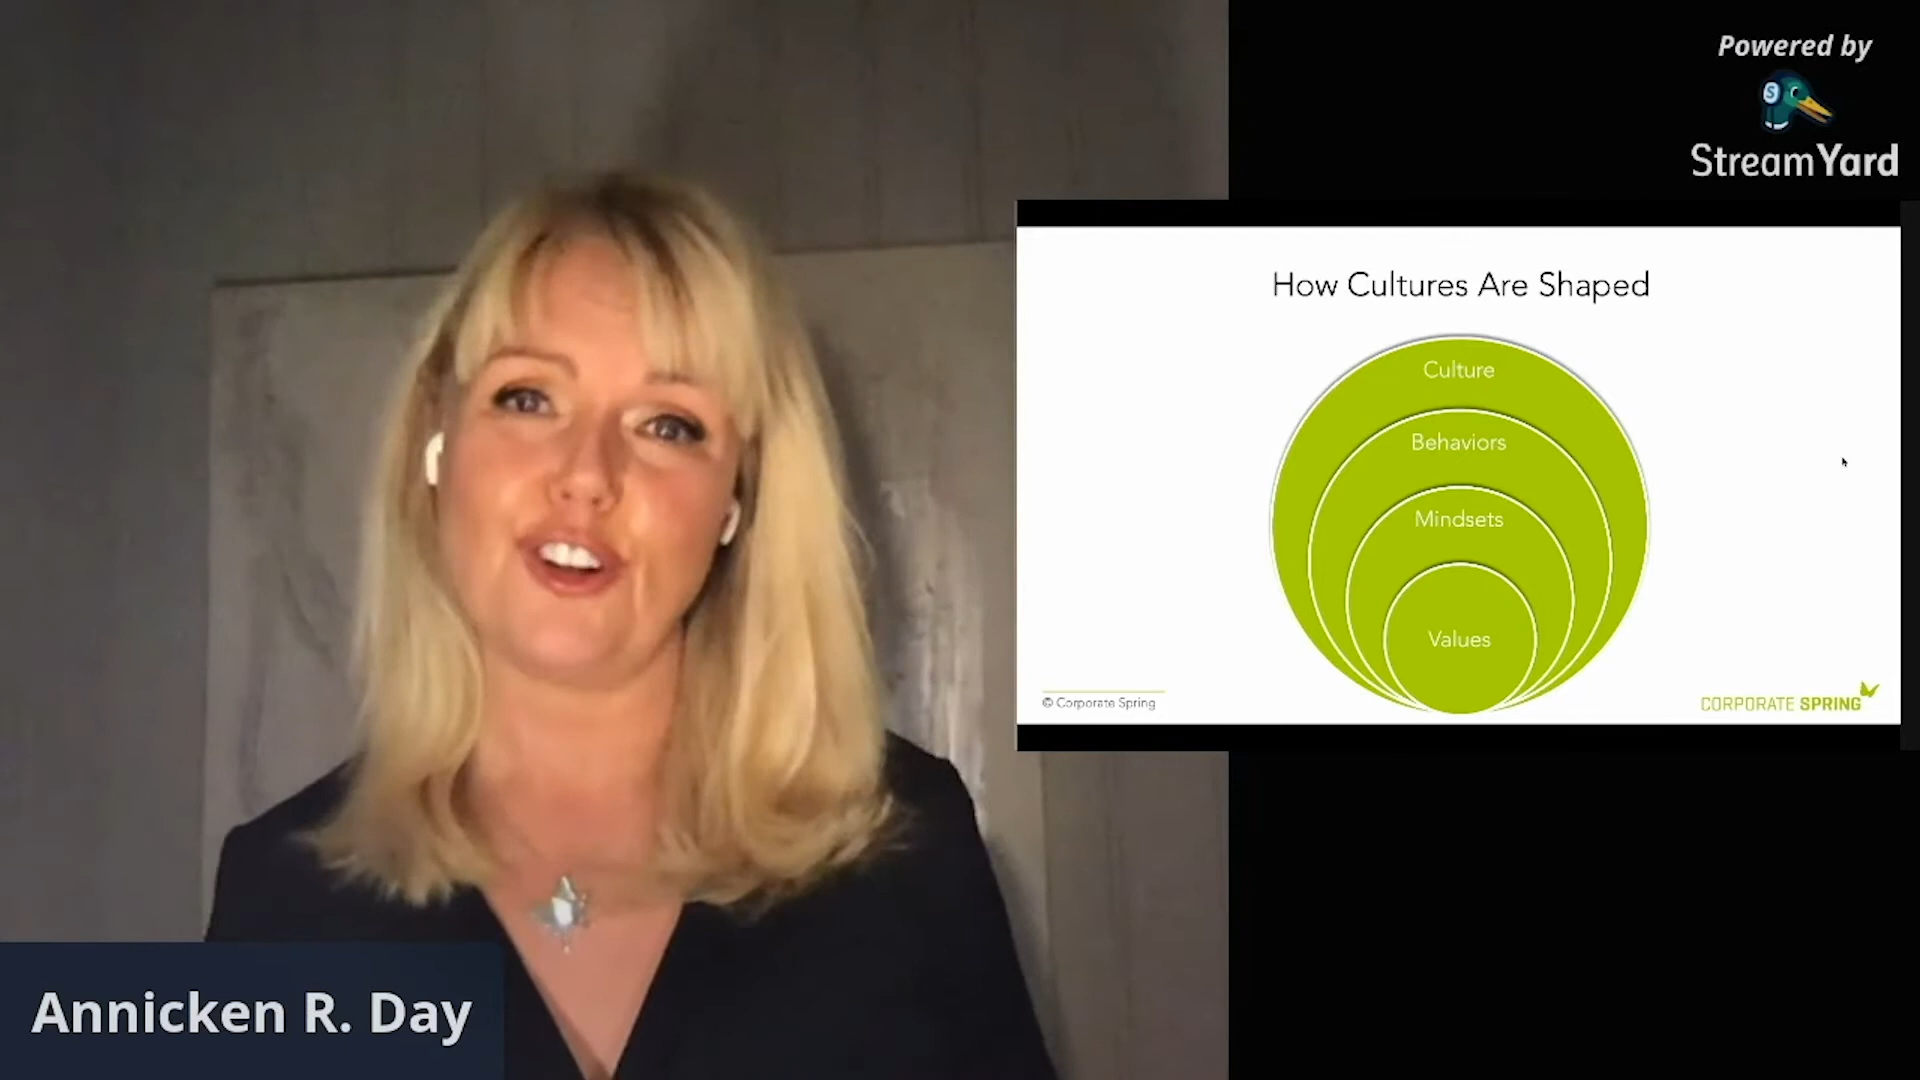 Powered by
StreamYard
How Cultures Are Shaped
Culture
Behaviors
Mindsets
Values
© Corporate Spring
CORPORATE SPRING
Annicken R. Day